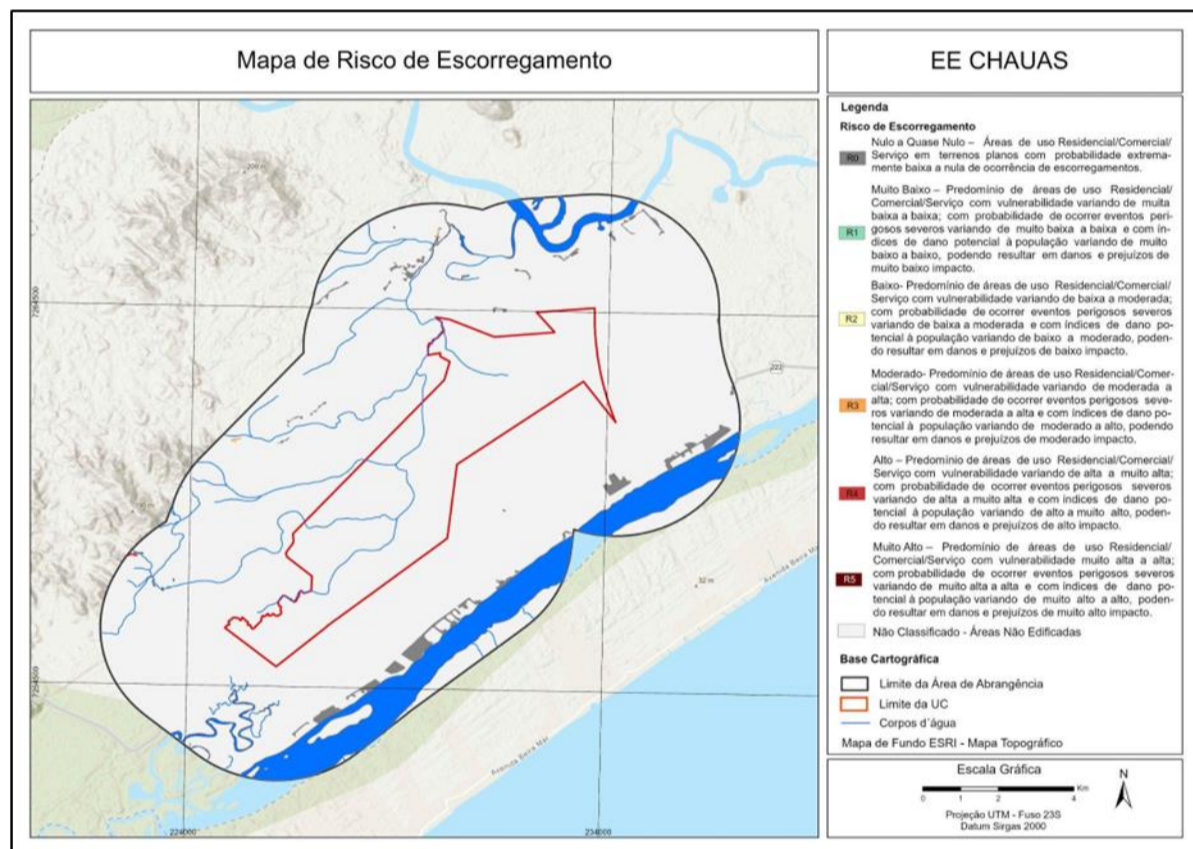 Mapa de Risco de Escorregamento
EE CHAUAS
Legenda
Risco de Escorregamento
R0
Nulo a Quase Nulo – Áreas de uso Residencial/Comercial/
Serviço em terrenos planos com probabilidade extrema-
mente baixa a nula de ocorrência de escorregamentos.
R1
Muito Baixo – Predomínio de áreas de uso Residencial/
Comercial/Serviço com vulnerabilidade variando de muita
baixa a baixa; com probabilidade de ocorrer eventos peri-
gosos severos variando de muito baixa a baixa e com ín-
dices de dano potencial à população variando de muito
baixo a baixo, podendo resultar em danos e prejuízos de
muito baixo impacto.
R2
Baixo- Predomínio de áreas de uso Residencial/Comercial/
Serviço com vulnerabilidade variando de baixa a moderada;
com probabilidade de ocorrer eventos perigosos severos
variando de baixa a moderada e com índices de dano po-
tencial à população variando de baixo a moderado, poden-
do resultar em danos e prejuízos de baixo impacto.
R3
Moderado- Predomínio de áreas de uso Residencial/Comer-
cial/Serviço com vulnerabilidade variando de moderada a
alta; com probabilidade de ocorrer eventos perigosos seve-
ros variando de moderada a alta e com índices de dano po-
tencial à população variando de moderado a alto, podendo
resultar em danos e prejuízos de moderado impacto.
R4
Alto – Predomínio de áreas de uso Residencial/Comercial/
Serviço com vulnerabilidade variando de alta a muito alta;
com probabilidade de ocorrer eventos perigosos severos
variando de alta a muito alta e com índices de dano po-
tencial à população variando de alto a muito alto, poden-
do resultar em danos e prejuízos de alto impacto.
R5
Muito Alto – Predomínio de áreas de uso Residencial/
Comercial/Serviço com vulnerabilidade muito alta a alta;
com probabilidade de ocorrer eventos perigosos severos
variando de muito alta a alta e com índices de dano po-
tencial à população variando de muito alto a alto, poden-
do resultar em danos e prejuízos de muito alto impacto.
Não Classificado - Áreas Não Edificadas
Base Cartográfica
Limite da Área de Abrangência
Limite da UC
Corpos d´água
Mapa de Fundo ESRI - Mapa Topográfico
Escala Gráfica
Km
0 1 2 4
N
Projeção UTM - Fuso 23S
Datum Sirgas 2000
7264500
7254500
224000
234000
222
32 m
Avenida Beira Mar
Avenida Beira Mar